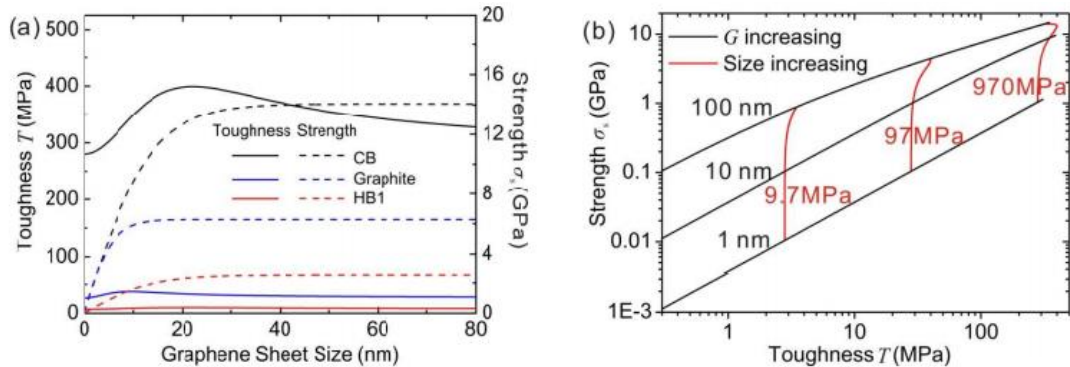 (a)
500
400
300
200
100
0
Toughness T (MPa)
20
16
12
8
4
0
Strength σs (GPa)
Toughness Strength
CB
Graphite
HB1
0 20 40 60 80
Graphene Sheet Size (nm)
(b)
10
1
0.1
0.01
1E-3
Strength σs (GPa)
G increasing
Size increasing
100 nm
10 nm
1 nm
970MPa
97MPa
9.7MPa
1 10 100
Toughness T (MPa)